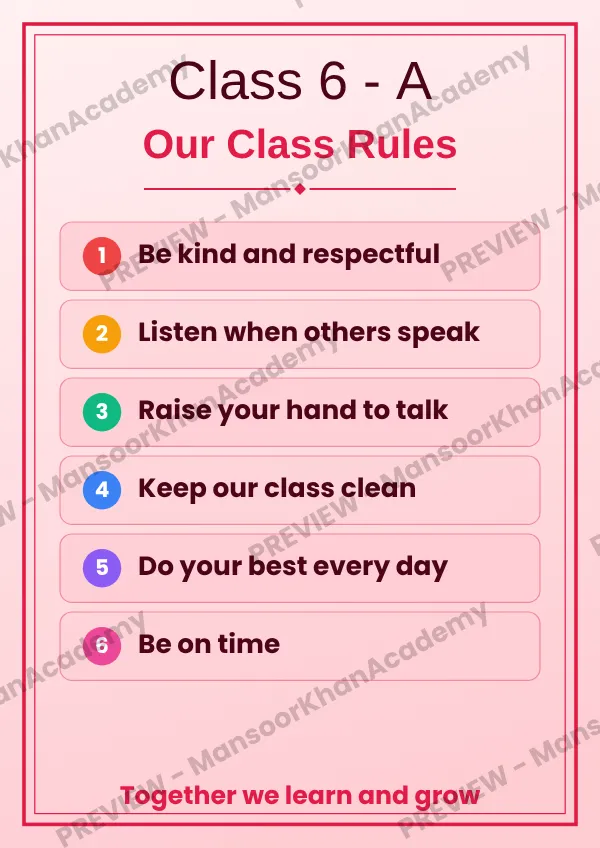 Class 6 - A
Our Class Rules
1 Be kind and respectful
2 Listen when others speak
3 Raise your hand to talk
4 Keep our class clean
5 Do your best every day
6 Be on time
Together we learn and grow
PREVIEW - MansoorKhanAcademy